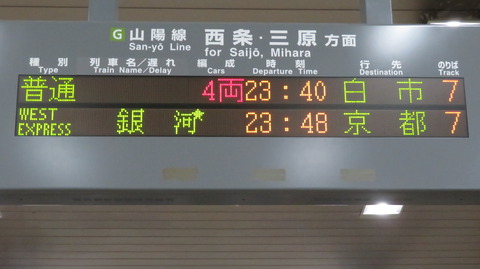 G 山陽線 西条・三原方面
San-yō Line for Saijō, Mihara
種別 列車名/遅れ 編成 時刻 行先 のりば
Type Train Name/Delay Cars Departure Time Destination Track
普通 4両 23:40 白市 7
WEST EXPRESS 銀河 23:48 京都 7